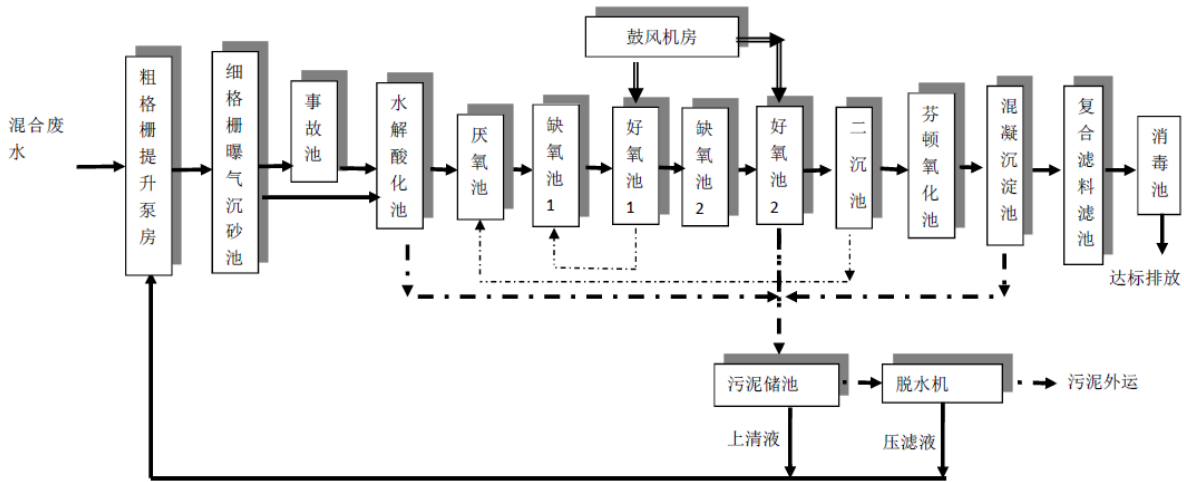 鼓风机房
混合废
水
粗格栅提升泵房
细格栅曝气沉砂池
事故池
水解酸化池
厌氧池
缺氧池1
好氧池1
缺氧池2
好氧池2
二沉池
芬顿氧化池
混凝沉淀池
复合滤料滤池
消毒池
达标排放
污泥储池
脱水机
污泥外运
上清液
压滤液